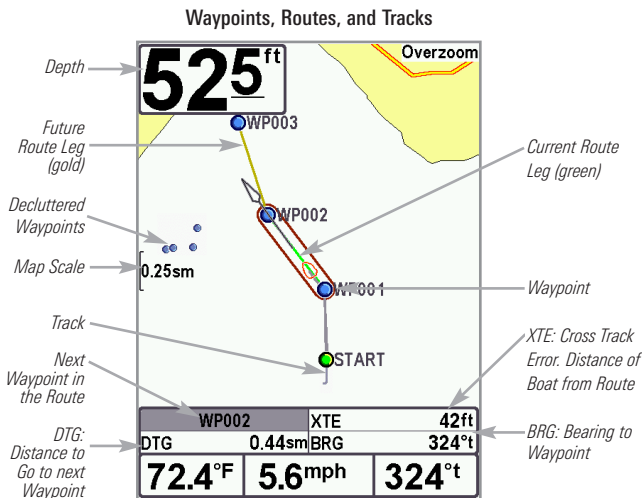 Waypoints, Routes, and Tracks
Depth
525 ft
Overzoom
Future
Route Leg
(gold)
WP003
Current Route
Leg (green)
Decluttered
Waypoints
WP002
Map Scale
0.25sm
WP001
Waypoint
Track
START
Next
Waypoint in
the Route
XTE: Cross Track
Error. Distance of
Boat from Route
WP002
XTE 42ft
DTG 0.44sm
BRG 324°t
DTG:
Distance to
Go to next
Waypoint
BRG: Bearing to
Waypoint
72.4°F
5.6mph
324°t